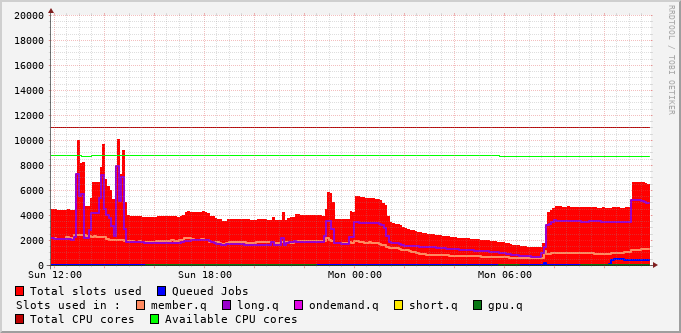 20000
18000
16000
14000
12000
10000
8000
6000
4000
2000
0
Sun 12:00 Sun 18:00 Mon 00:00 Mon 06:00
Total slots used Queued Jobs
Slots used in : member.q long.q ondemand.q short.q gpu.q
Total CPU cores Available CPU cores
RRDTOOL / TOBI OETIKER